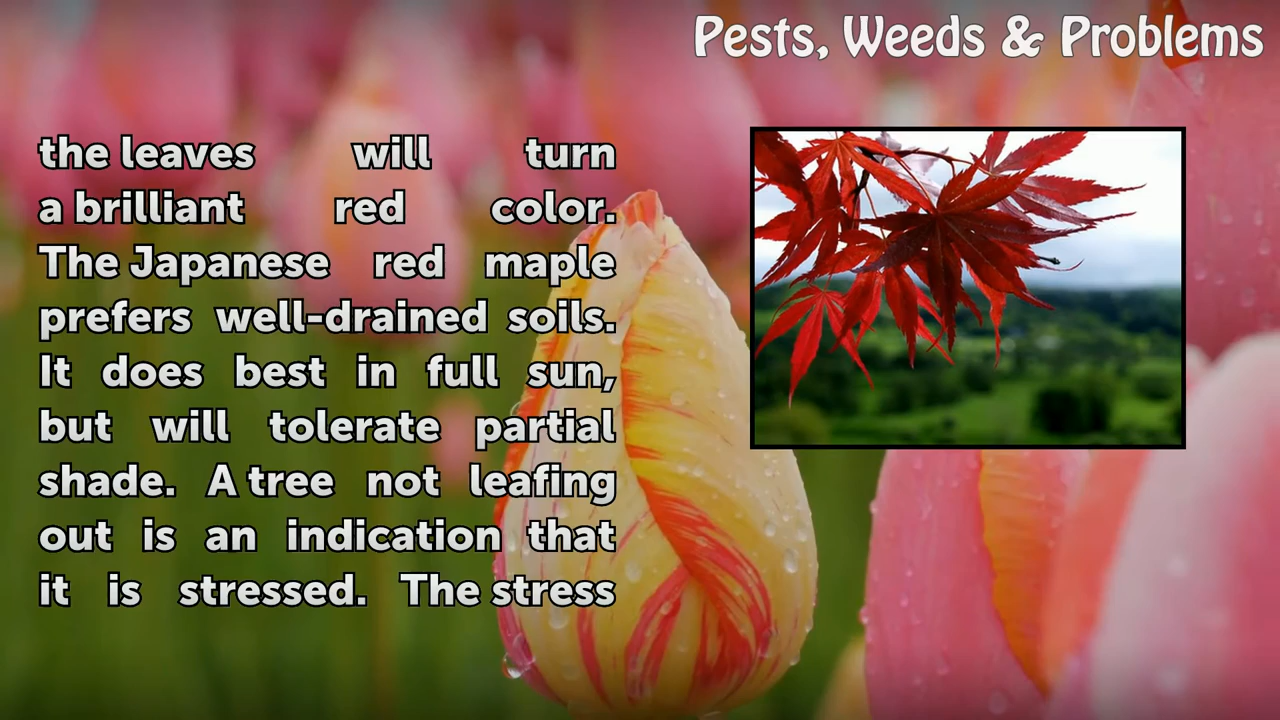 Pests, Weeds & Problems
the leaves will turn
a brilliant red color.
The Japanese red maple
prefers well-drained soils.
It does best in full sun,
but will tolerate partial
shade. A tree not leafing
out is an indication that
it is stressed. The stress